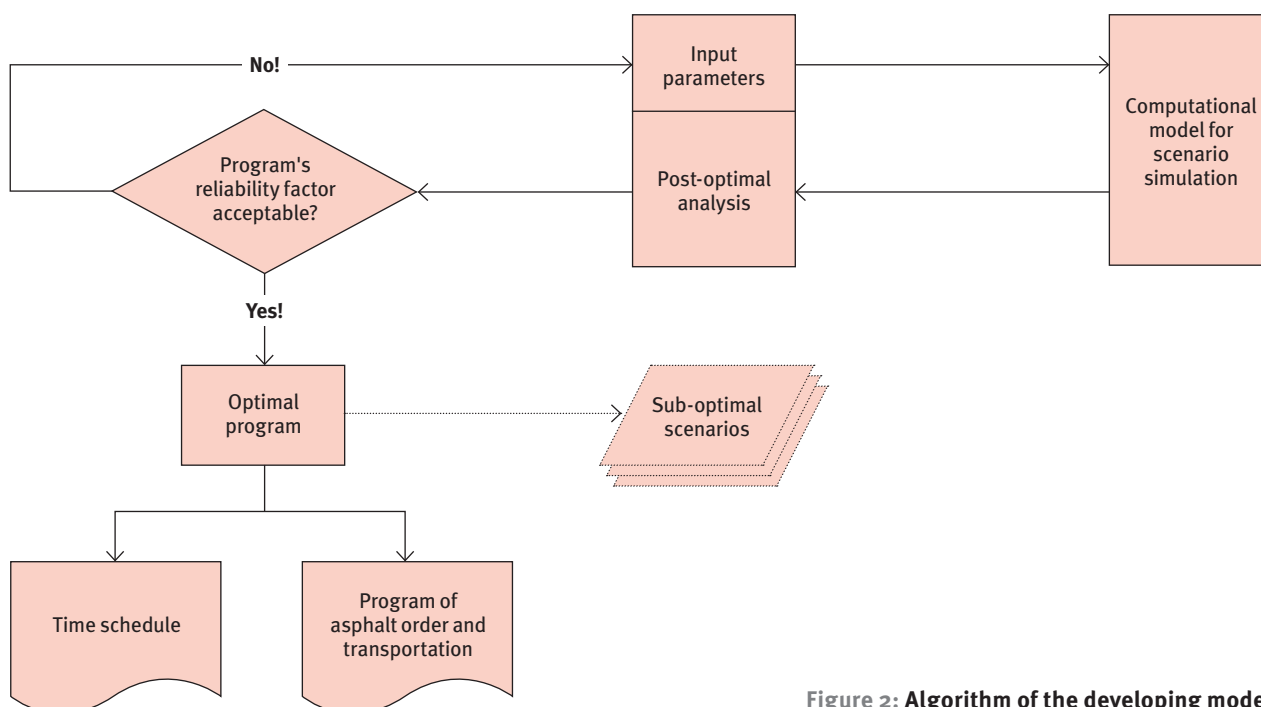 No!
Input
parameters
Computational
model for
scenario
simulation
Program's
reliability factor
acceptable?
Post-optimal
analysis
Yes!
Optimal
program
Sub-optimal
scenarios
Time schedule
Program of
asphalt order and
transportation
Figure 2: Algorithm of the developing mode